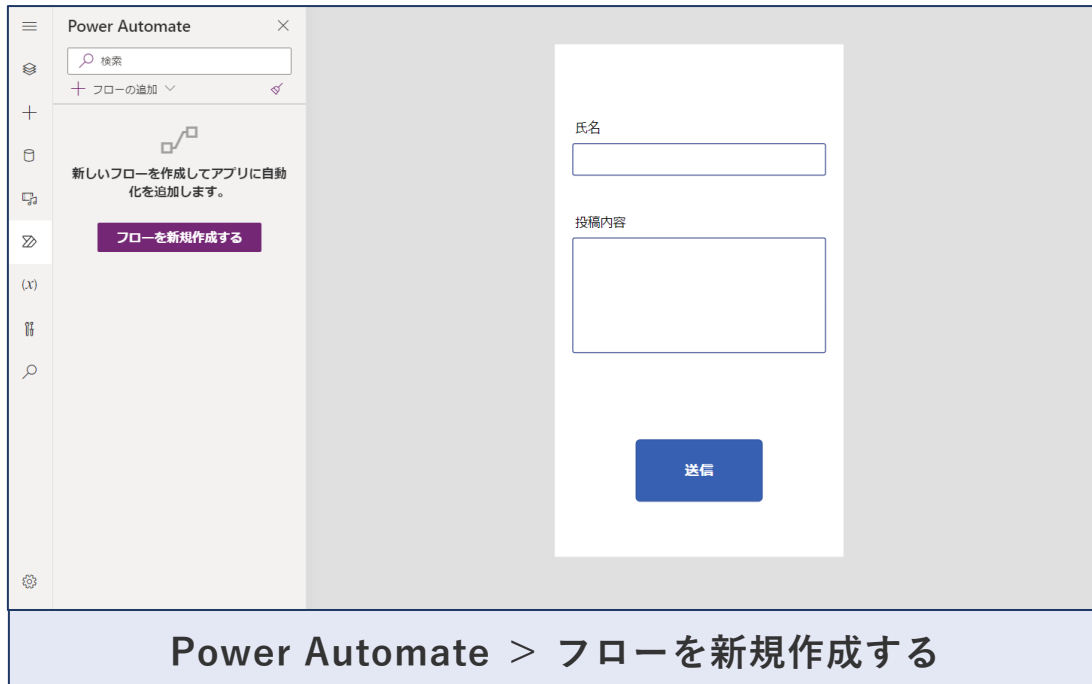 Power Automate
検索
フローの追加
新しいフローを作成してアプリに自動
化を追加します。
フローを新規作成する
(x)
氏名
投稿内容
送信
Power Automate > フローを新規作成する